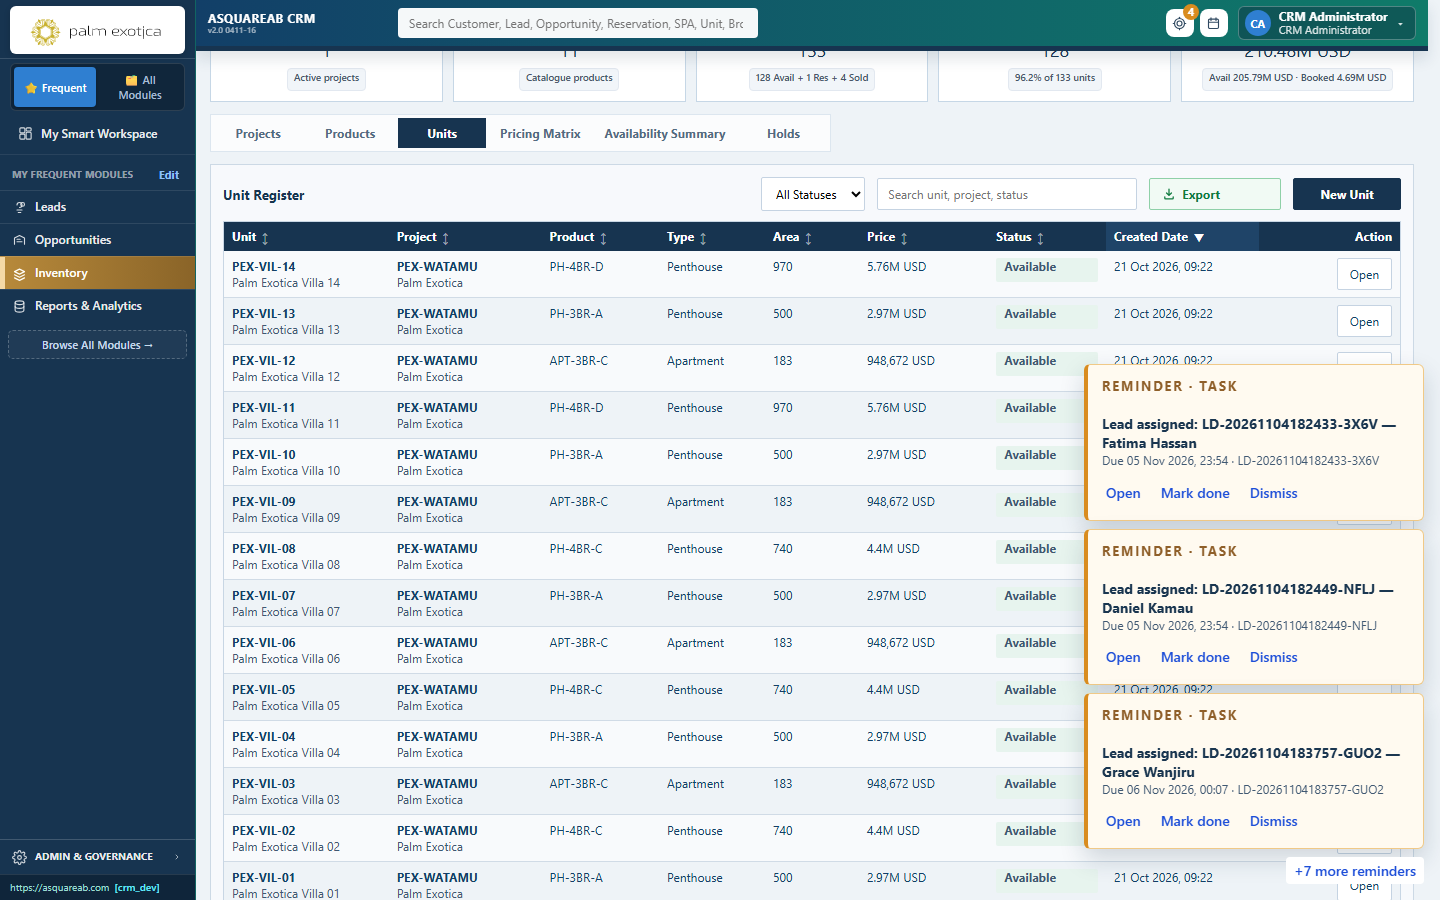 palm exotica
Frequent
All Modules
My Smart Workspace
MY FREQUENT MODULES Edit
Leads
Opportunities
Inventory
Reports & Analytics
Browse All Modules →
ADMIN & GOVERNANCE ›
https://asquareab.com [crm_dev]
ASQUAREAB CRM
v2.0 0411-16
Search Customer, Lead, Opportunity, Reservation, SPA, Unit, Brc
4
CA
CRM Administrator
CRM Administrator
Active projects
Catalogue products
128 Avail + 1 Res + 4 Sold
96.2% of 133 units
Avail 205.79M USD · Booked 4.69M USD
Projects Products Units Pricing Matrix Availability Summary Holds
Unit Register
All Statuses
Search unit, project, status
Export
New Unit
Unit Project Product Type Area Price Status Created Date ▼ Action
PEX-VIL-14 PEX-WATAMU PH-4BR-D Penthouse 970 5.76M USD Available 21 Oct 2026, 09:22 Open
Palm Exotica Villa 14 Palm Exotica
PEX-VIL-13 PEX-WATAMU PH-3BR-A Penthouse 500 2.97M USD Available 21 Oct 2026, 09:22 Open
Palm Exotica Villa 13 Palm Exotica
PEX-VIL-12 PEX-WATAMU APT-3BR-C Apartment 183 948,672 USD Available 21 Oct 2026, 09:22
Palm Exotica Villa 12 Palm Exotica
PEX-VIL-11 PEX-WATAMU PH-4BR-D Penthouse 970 5.76M USD Available
Palm Exotica Villa 11 Palm Exotica
PEX-VIL-10 PEX-WATAMU PH-3BR-A Penthouse 500 2.97M USD Available
Palm Exotica Villa 10 Palm Exotica
PEX-VIL-09 PEX-WATAMU APT-3BR-C Apartment 183 948,672 USD Available
Palm Exotica Villa 09 Palm Exotica
PEX-VIL-08 PEX-WATAMU PH-4BR-C Penthouse 740 4.4M USD Available
Palm Exotica Villa 08 Palm Exotica
PEX-VIL-07 PEX-WATAMU PH-3BR-A Penthouse 500 2.97M USD Available
Palm Exotica Villa 07 Palm Exotica
PEX-VIL-06 PEX-WATAMU APT-3BR-C Apartment 183 948,672 USD Available
Palm Exotica Villa 06 Palm Exotica
PEX-VIL-05 PEX-WATAMU PH-4BR-C Penthouse 740 4.4M USD Available 21 Oct 2026, 09:22
Palm Exotica Villa 05 Palm Exotica
PEX-VIL-04 PEX-WATAMU PH-3BR-A Penthouse 500 2.97M USD Available
Palm Exotica Villa 04 Palm Exotica
PEX-VIL-03 PEX-WATAMU APT-3BR-C Apartment 183 948,672 USD Available
Palm Exotica Villa 03 Palm Exotica
PEX-VIL-02 PEX-WATAMU PH-4BR-C Penthouse 740 4.4M USD Available
Palm Exotica Villa 02 Palm Exotica
PEX-VIL-01 PEX-WATAMU PH-3BR-A Penthouse 500 2.97M USD Available 21 Oct 2026, 09:22 Open
Palm Exotica Villa 01 Palm Exotica
REMINDER · TASK
Lead assigned: LD-20261104182433-3X6V —
Fatima Hassan
Due 05 Nov 2026, 23:54 · LD-20261104182433-3X6V
Open Mark done Dismiss
REMINDER · TASK
Lead assigned: LD-20261104182449-NFLJ —
Daniel Kamau
Due 05 Nov 2026, 23:54 · LD-20261104182449-NFLJ
Open Mark done Dismiss
REMINDER · TASK
Lead assigned: LD-20261104183757-GUO2 —
Grace Wanjiru
Due 06 Nov 2026, 00:07 · LD-20261104183757-GUO2
Open Mark done Dismiss
+7 more reminders